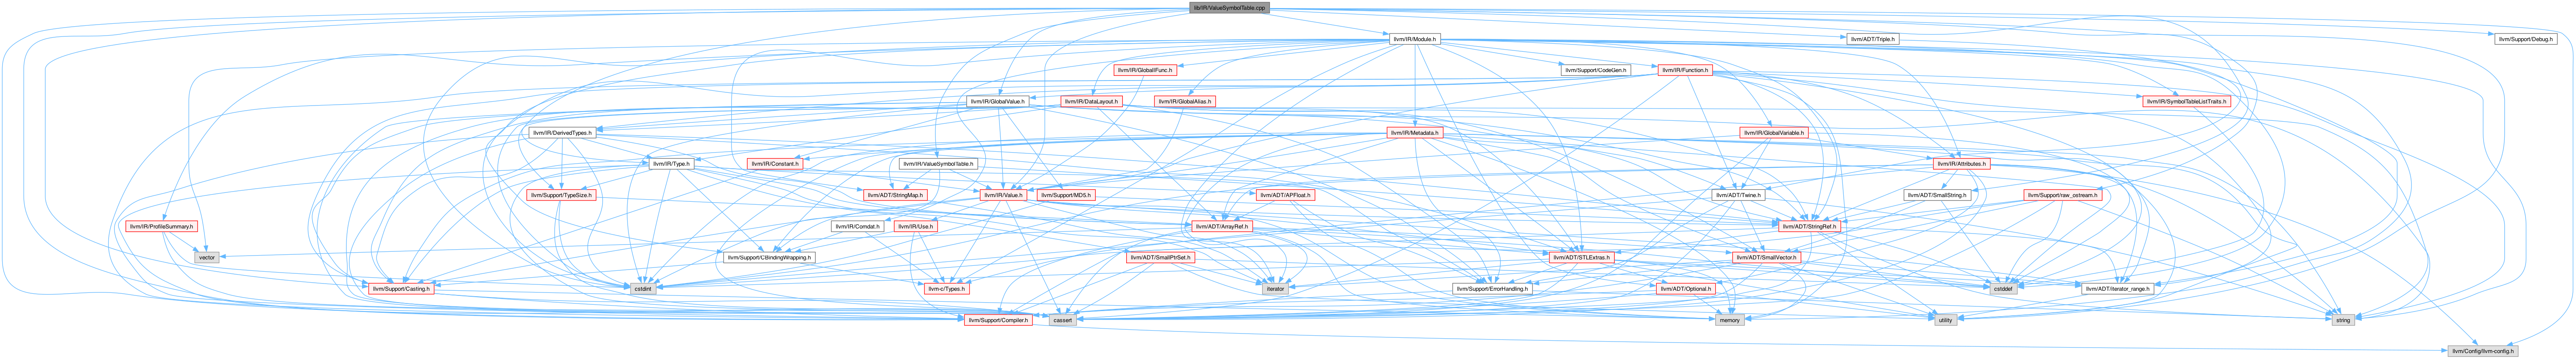 lib/IR/ValueSymbolTable.cpp
llvm/IR/Module.h
llvm/ADT/Triple.h
llvm/Support/Debug.h
llvm/IR/GlobalIFunc.h
llvm/Support/CodeGen.h
llvm/IR/Function.h
llvm/IR/GlobalValue.h
llvm/IR/DataLayout.h
llvm/IR/GlobalAlias.h
llvm/IR/SymbolTableListTraits.h
llvm/IR/DerivedTypes.h
llvm/IR/Metadata.h
llvm/IR/GlobalVariable.h
llvm/IR/Type.h
llvm/IR/Constant.h
llvm/IR/ValueSymbolTable.h
llvm/IR/Attributes.h
llvm/Support/TypeSize.h
llvm/ADT/StringMap.h
llvm/IR/Value.h
llvm/Support/MD5.h
llvm/ADT/APFloat.h
llvm/ADT/Twine.h
llvm/ADT/SmallString.h
llvm/Support/raw_ostream.h
llvm/IR/ProfileSummary.h
llvm/IR/Comdat.h
llvm/IR/Use.h
llvm/ADT/ArrayRef.h
llvm/ADT/StringRef.h
vector
llvm/Support/CBindingWrapping.h
llvm/ADT/SmallPtrSet.h
llvm/ADT/STLExtras.h
llvm/ADT/SmallVector.h
llvm/Support/Casting.h
cstdint
llvm-c/Types.h
iterator
llvm/Support/ErrorHandling.h
llvm/ADT/Optional.h
cstddef
llvm/ADT/iterator_range.h
llvm/Support/Compiler.h
cassert
memory
utility
string
llvm/Config/llvm-config.h